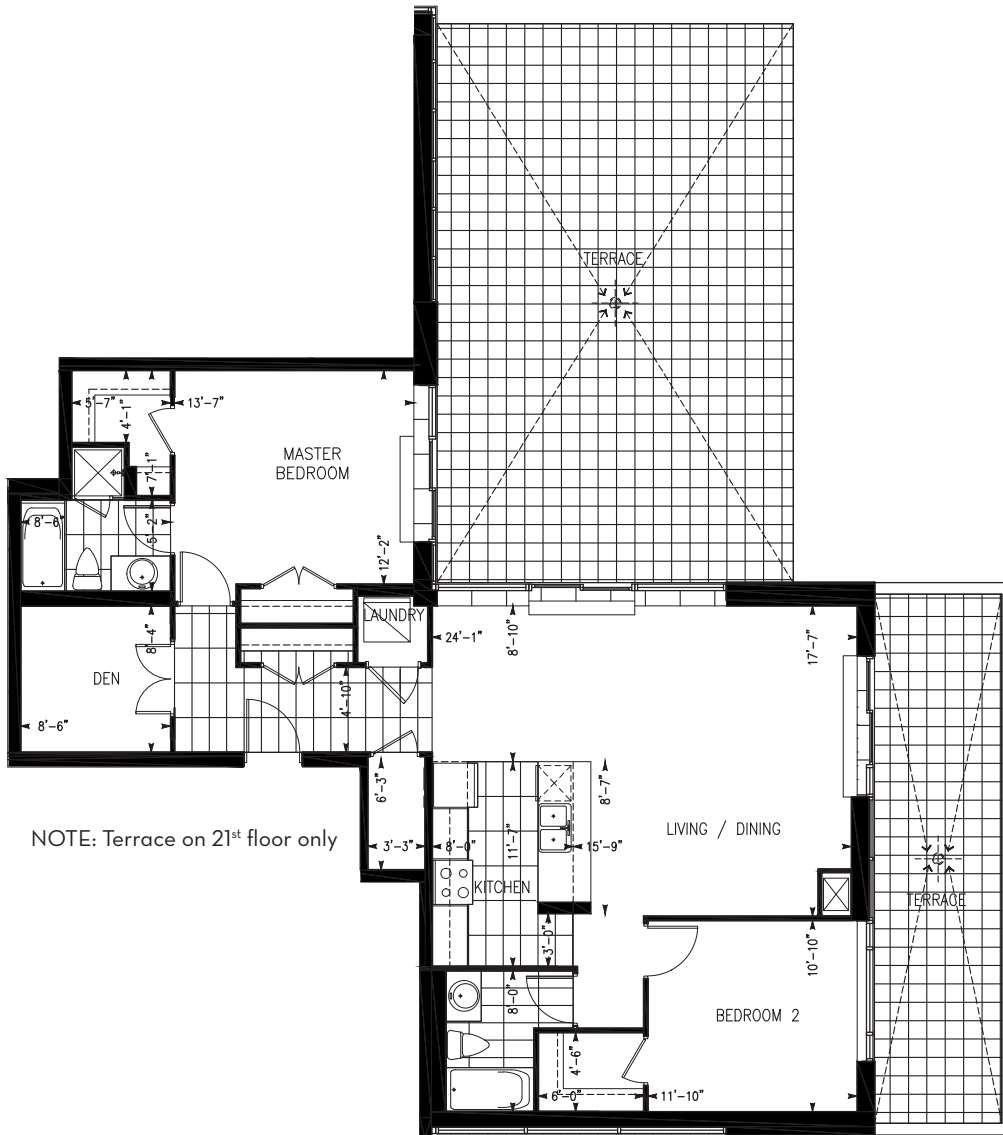 TERRACE
5'-7"
13'-7"
4'-1"
7'-1"
MASTER
BEDROOM
8'-6"
5'-2"
12'-2"
LAUNDRY
24'-1"
8'-10"
17'-7"
8'-4"
DEN
8'-6"
4'-10"
6'-3"
11'-7"
8'-7"
NOTE: Terrace on 21st floor only
3'-3"
8'-0"
15'-9"
LIVING / DINING
KITCHEN
TERRACE
3'-0"
10'-10"
8'-0"
BEDROOM 2
4'-6"
6'-0"
11'-10"